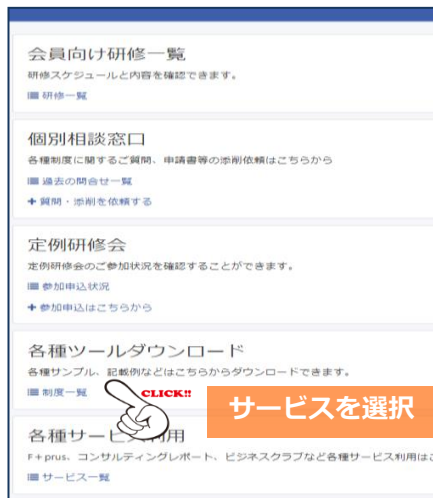 会員向け研修一覧
研修スケジュールと内容を確認できます。
研修一覧
個別相談窓口
各種制度に関するご質問、申請書等の添削依頼はこちらから
過去の問合せ一覧
+ 質問・添削を依頼する
定例研修会
定例研修会のご参加状況を確認することができます。
参加申込状況
+ 参加申込はこちらから
各種ツールダウンロード
各種サンプル、記載例などはこちらからダウンロードできます。
制度一覧
CLICK!!
サービスを選択
各種サービス利用
F+prus、コンサルティングレポート、ビジネスクラブなど各種サービス利用はこ
サービス一覧